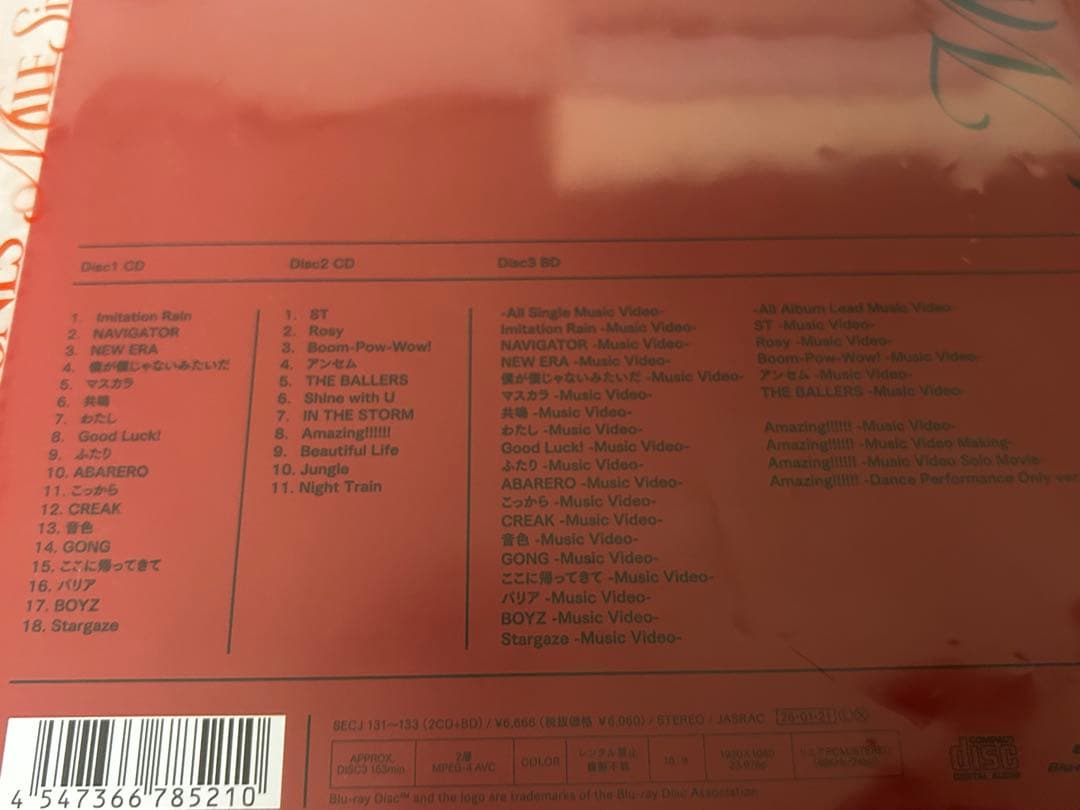 Disc1 CD
1. Imitation Rain
2. NAVIGATOR
3. NEW ERA
4. 僕が僕じゃないみたいだ
5. マスカラ
6. 共鳴
7. わたし
8. Good Luck!
9. ふたり
10. ABARERO
11. こっから
12. CREAK
13. 音色
14. GONG
15. ここに帰ってきて
16. バリア
17. BOYZ
18. Stargaze
Disc2 CD
1. ST
2. Rosy
3. Boom-Pow-Wow!
4. アンセム
5. THE BALLERS
6. Shine with U
7. IN THE STORM
8. Amazing!!!!!!
9. Beautiful Life
10. Jungle
11. Night Train
Disc3 BD
-All Single Music Video-
Imitation Rain -Music Video-
NAVIGATOR -Music Video-
NEW ERA -Music Video-
僕が僕じゃないみたいだ -Music Video-
マスカラ -Music Video-
共鳴 -Music Video-
わたし -Music Video-
Good Luck! -Music Video-
ふたり -Music Video-
ABARERO -Music Video-
こっから -Music Video-
CREAK -Music Video-
音色 -Music Video-
GONG -Music Video-
ここに帰ってきて -Music Video-
バリア -Music Video-
BOYZ -Music Video-
Stargaze -Music Video-
-All Album Lead Music Video-
ST -Music Video-
Rosy -Music Video-
Boom-Pow-Wow! -Music Video-
アンセム -Music Video-
THE BALLERS -Music Video-
Amazing!!!!!! -Music Video-
Amazing!!!!!! -Music Video Making-
Amazing!!!!!! -Music Video Solo Movie-
Amazing!!!!!! -Dance Performance Only ver
SECJ 131〜133 (2CD+BD) / ¥6,666 (税抜価格 ¥6,060) / STEREO / JASRAC 26・01・21
APPROX. DISC3 163min
2層 MPEG-4 AVC
COLOR
レンタル禁止
複製不能
16:9
COMPACT
disc
DIGITAL AUDIO
Blu-ray Disc™ and the logo are trademarks of the Blu-ray Disc Association.
4 547366 785210